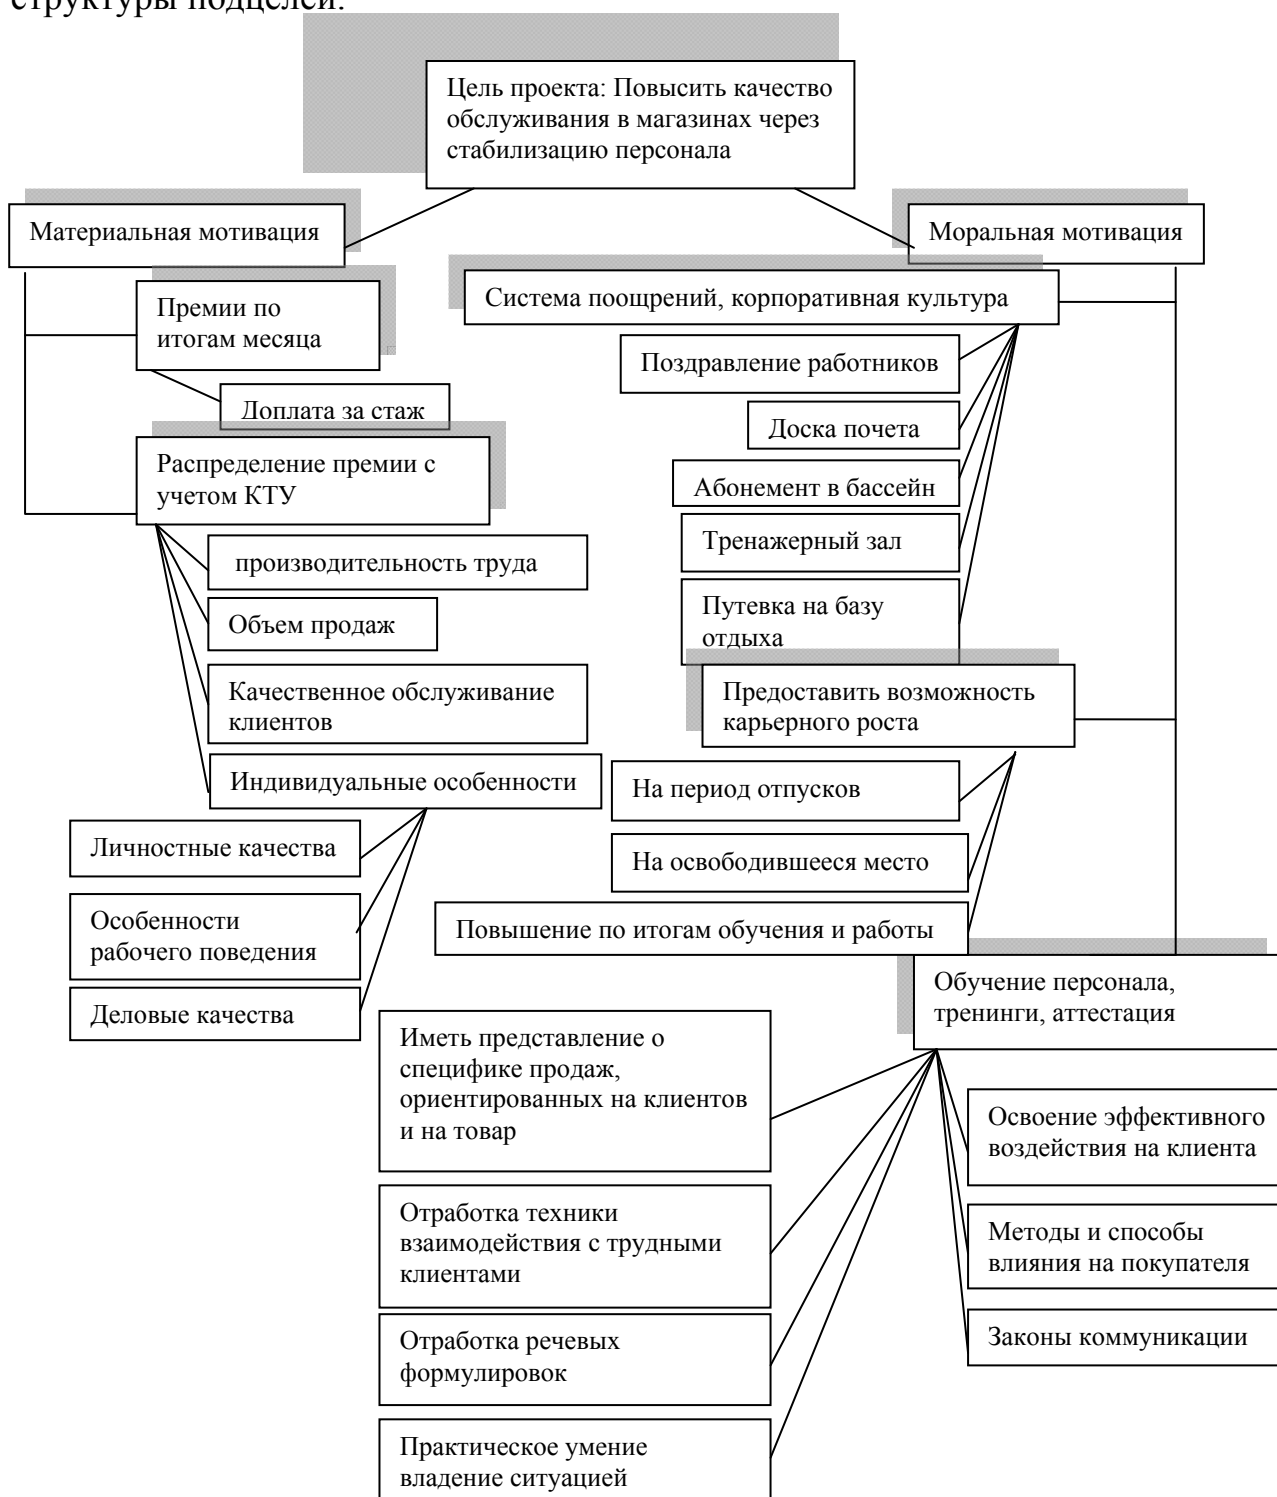 структуры подцелей.
Цель проекта: Повысить качество
обслуживания в магазинах через
стабилизацию персонала
Материальная мотивация
Моральная мотивация
Премии по
итогам месяца
Доплата за стаж
Распределение премии с
учетом КТУ
производительность труда
Объем продаж
Качественное обслуживание
клиентов
Индивидуальные особенности
Личностные качества
Особенности
рабочего поведения
Деловые качества
Система поощрений, корпоративная культура
Поздравление работников
Доска почета
Абонемент в бассейн
Тренажерный зал
Путевка на базу
отдыха
Предоставить возможность
карьерного роста
На период отпусков
На освободившееся место
Повышение по итогам обучения и работы
Обучение персонала,
тренинги, аттестация
Иметь представление о
специфике продаж,
ориентированных на клиентов
и на товар
Отработка техники
взаимодействия с трудными
клиентами
Отработка речевых
формулировок
Практическое умение
владение ситуацией
Освоение эффективного
воздействия на клиента
Методы и способы
влияния на покупателя
Законы коммуникации